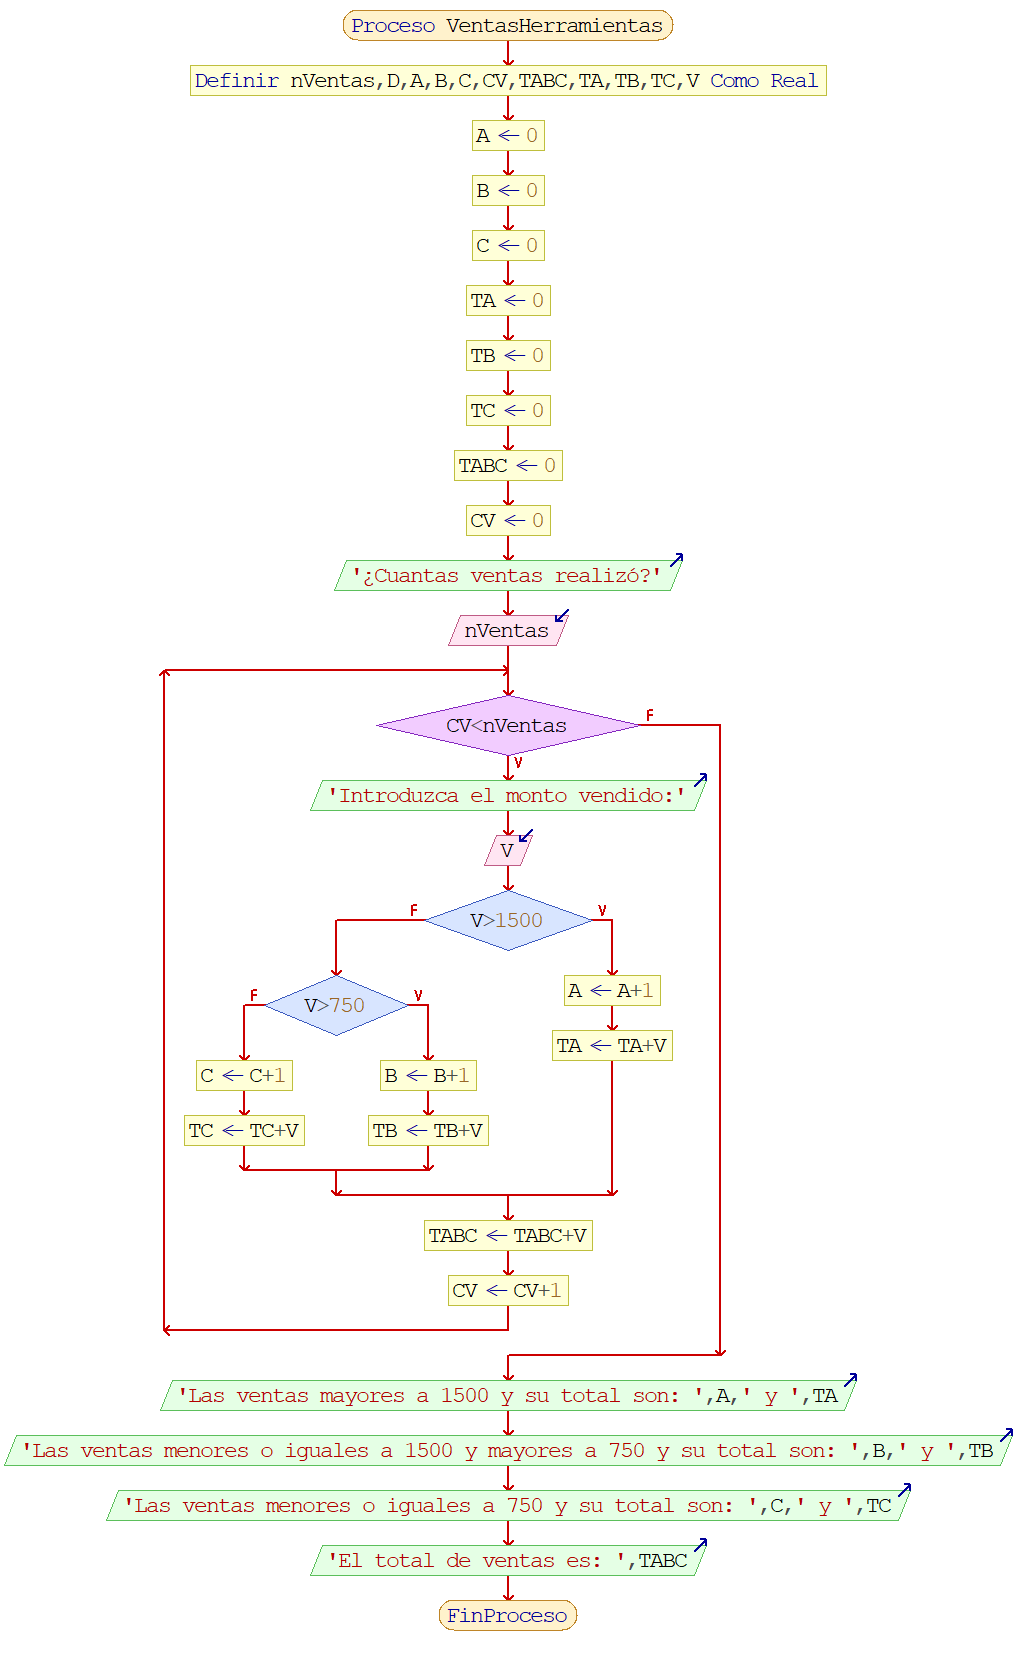 Proceso VentasHerramientas
Definir nVentas,D,A,B,C,CV,TABC,TA,TB,TC,V Como Real
A ← 0
B ← 0
C ← 0
TA ← 0
TB ← 0
TC ← 0
TABC ← 0
CV ← 0
'¿Cuantas ventas realizó?'
nVentas
CV<nVentas
F
V
'Introduzca el monto vendido:'
V
F V
V>1500
F V
V>750
A ← A+1
TA ← TA+V
C ← C+1
B ← B+1
TC ← TC+V
TB ← TB+V
TABC ← TABC+V
CV ← CV+1
'Las ventas mayores a 1500 y su total son: ',A,' y ',TA
'Las ventas menores o iguales a 1500 y mayores a 750 y su total son: ',B,' y ',TB
'Las ventas menores o iguales a 750 y su total son: ',C,' y ',TC
'El total de ventas es: ',TABC
FinProceso